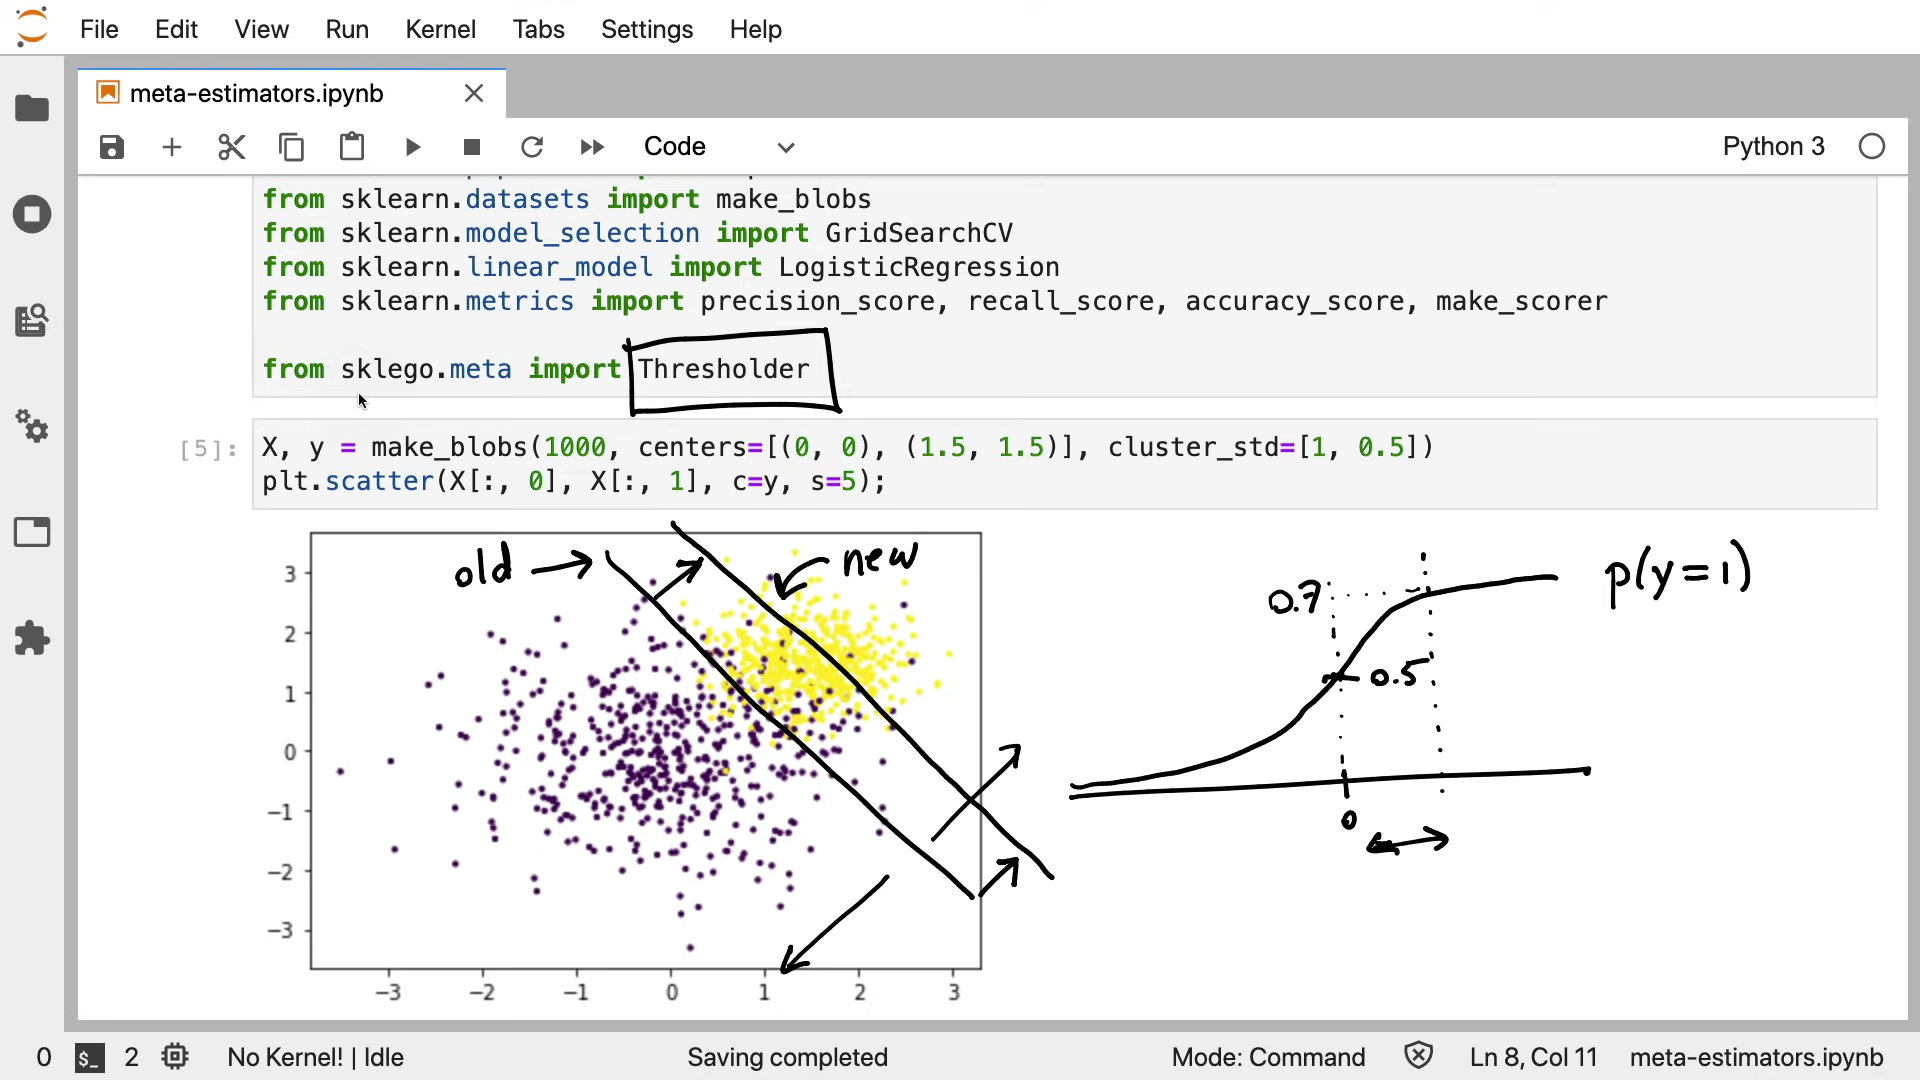 File Edit View Run Kernel Tabs Settings Help
meta-estimators.ipynb
Code
Python 3
from sklearn.datasets import make_blobs
from sklearn.model_selection import GridSearchCV
from sklearn.linear_model import LogisticRegression
from sklearn.metrics import precision_score, recall_score, accuracy_score, make_scorer
from sklego.meta import Thresholder
[5]:
X, y = make_blobs(1000, centers=[(0, 0), (1.5, 1.5)], cluster_std=[1, 0.5])
plt.scatter(X[:, 0], X[:, 1], c=y, s=5);
old
new
3
2
1
0
−1
−2
−3
−3 −2 −1 0 1 2 3
0.7
0.5
0
p(y=1)
0 $_ 2 No Kernel! | Idle Saving completed Mode: Command Ln 8, Col 11 meta-estimators.ipynb